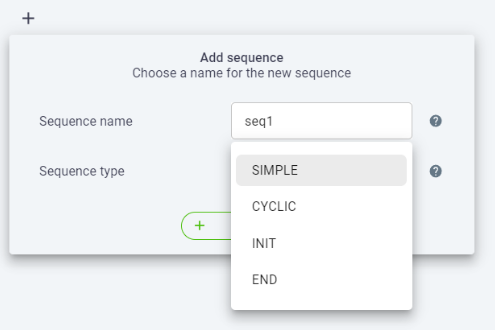 +
Add sequence
Choose a name for the new sequence
Sequence name
seq1
?
Sequence type
?
SIMPLE
CYCLIC
INIT
END
+